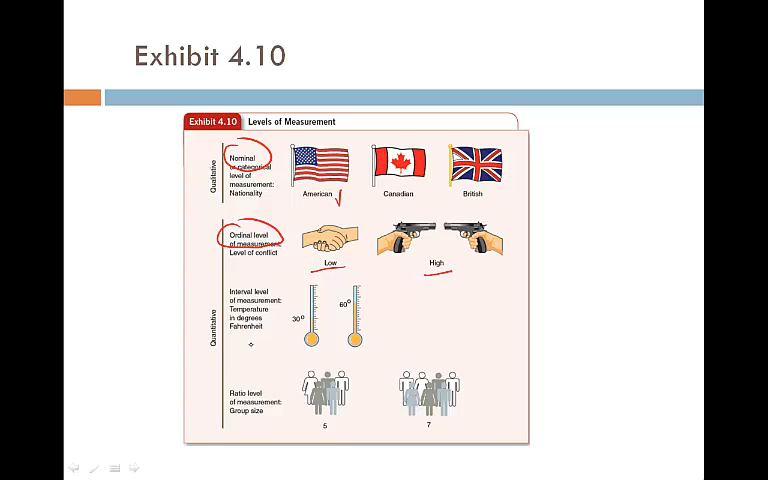 Exhibit 4.10
Exhibit 4.10 Levels of Measurement
Qualitative
Nominal
or categorical
level of
measurement:
Nationality
American
Canadian
British
Ordinal level
of measurement:
Level of conflict
Low
High
Quantitative
Interval level
of measurement:
Temperature
in degrees
Fahrenheit
30°
60°
Ratio level
of measurement:
Group size
5
7